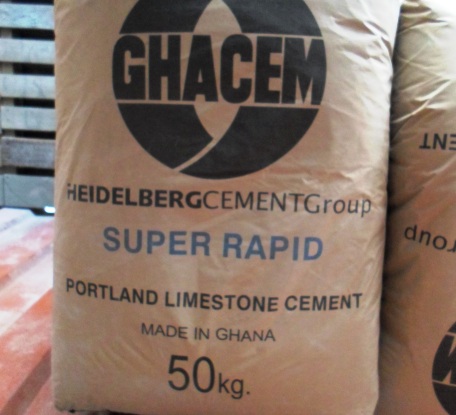 GHACEM
HEIDELBERGCEMENTGroup
SUPER RAPID
PORTLAND LIMESTONE CEMENT
MADE IN GHANA
50kg.